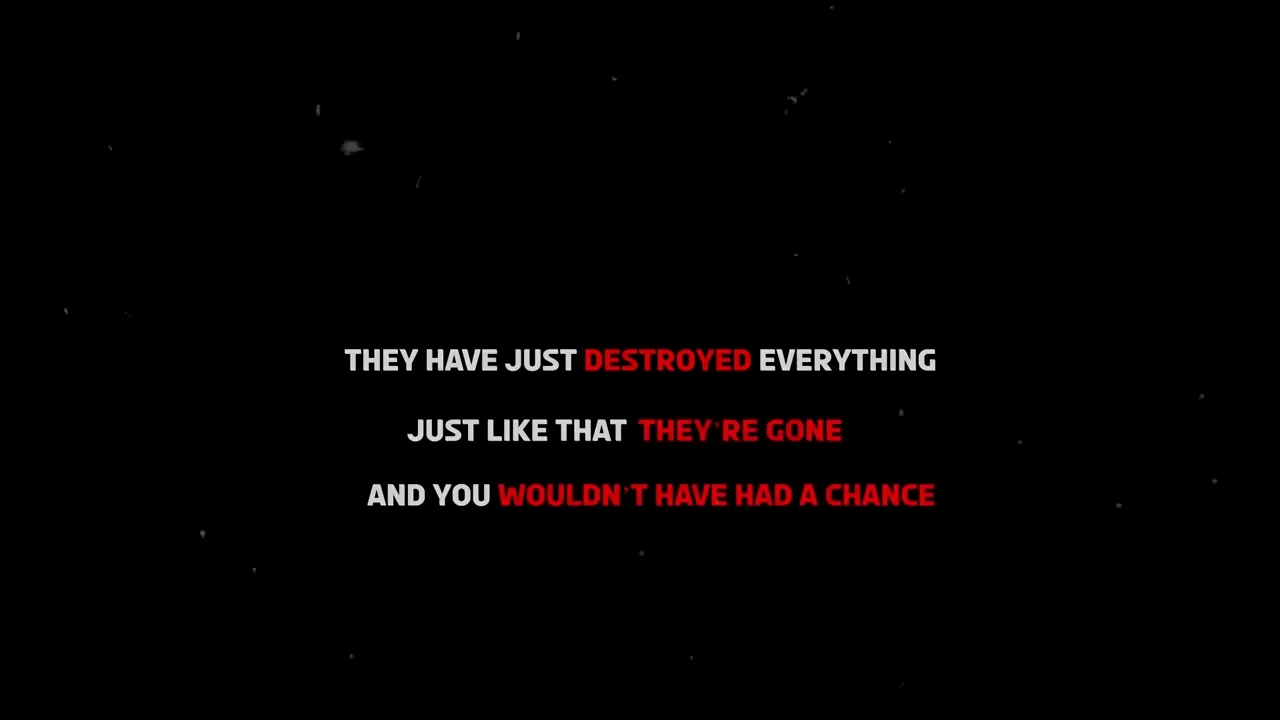 THEY HAVE JUST DESTROYED EVERYTHING
JUST LIKE THAT THEY'RE GONE
AND YOU WOULDN'T HAVE HAD A CHANCE